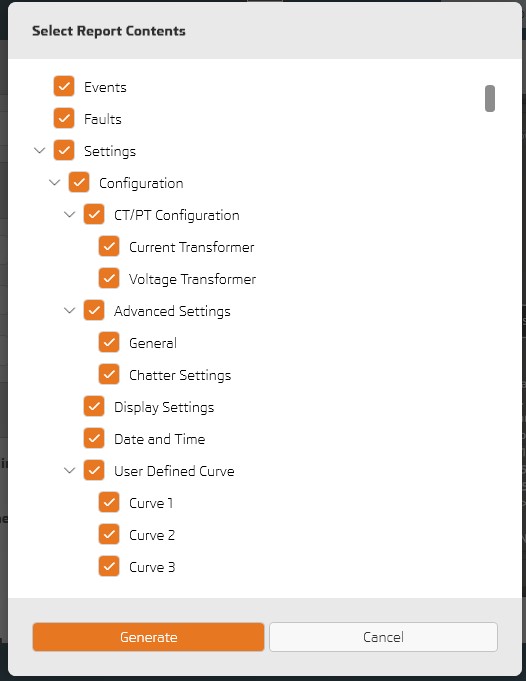 Select Report Contents
Events
Faults
Settings
Configuration
CT/PT Configuration
Current Transformer
Voltage Transformer
Advanced Settings
General
Chatter Settings
Display Settings
Date and Time
User Defined Curve
Curve 1
Curve 2
Curve 3
Generate
Cancel